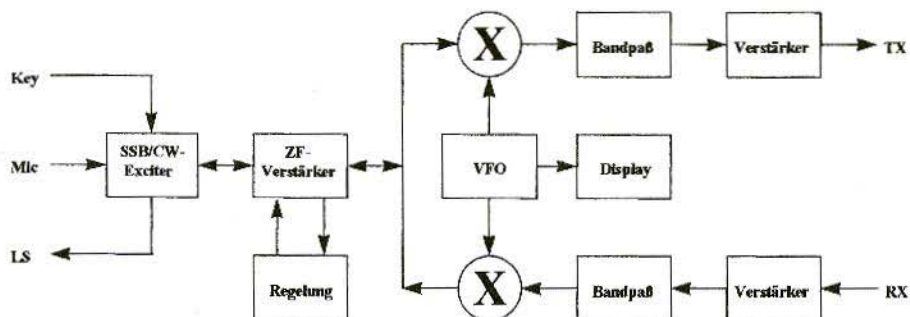 X
Bandpaß
Verstärker
TX
Key
Mic
SSB/CW-
Exciter
ZF-
Verstärker
VFO
Display
LS
Regelung
X
Bandpaß
Verstärker
RX